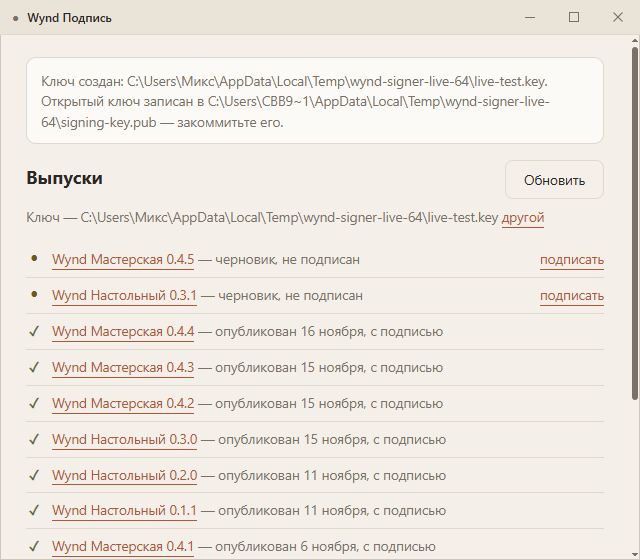 Wynd Подпись
Ключ создан: C:\Users\Микс\AppData\Local\Temp\wynd-signer-live-64\live-test.key.
Открытый ключ записан в C:\Users\CBB9~1\AppData\Local\Temp\wynd-signer-live-
64\signing-key.pub — закоммитьте его.
Выпуски
Обновить
Ключ — C:\Users\Микс\AppData\Local\Temp\wynd-signer-live-64\live-test.key другой
Wynd Мастерская 0.4.5 — черновик, не подписан подписать
Wynd Настольный 0.3.1 — черновик, не подписан подписать
✓ Wynd Мастерская 0.4.4 — опубликован 16 ноября, с подписью
✓ Wynd Мастерская 0.4.3 — опубликован 15 ноября, с подписью
✓ Wynd Мастерская 0.4.2 — опубликован 15 ноября, с подписью
✓ Wynd Настольный 0.3.0 — опубликован 15 ноября, с подписью
✓ Wynd Настольный 0.2.0 — опубликован 11 ноября, с подписью
✓ Wynd Настольный 0.1.1 — опубликован 11 ноября, с подписью
✓ Wynd Мастерская 0.4.1 — опубликован 6 ноября, с подписью